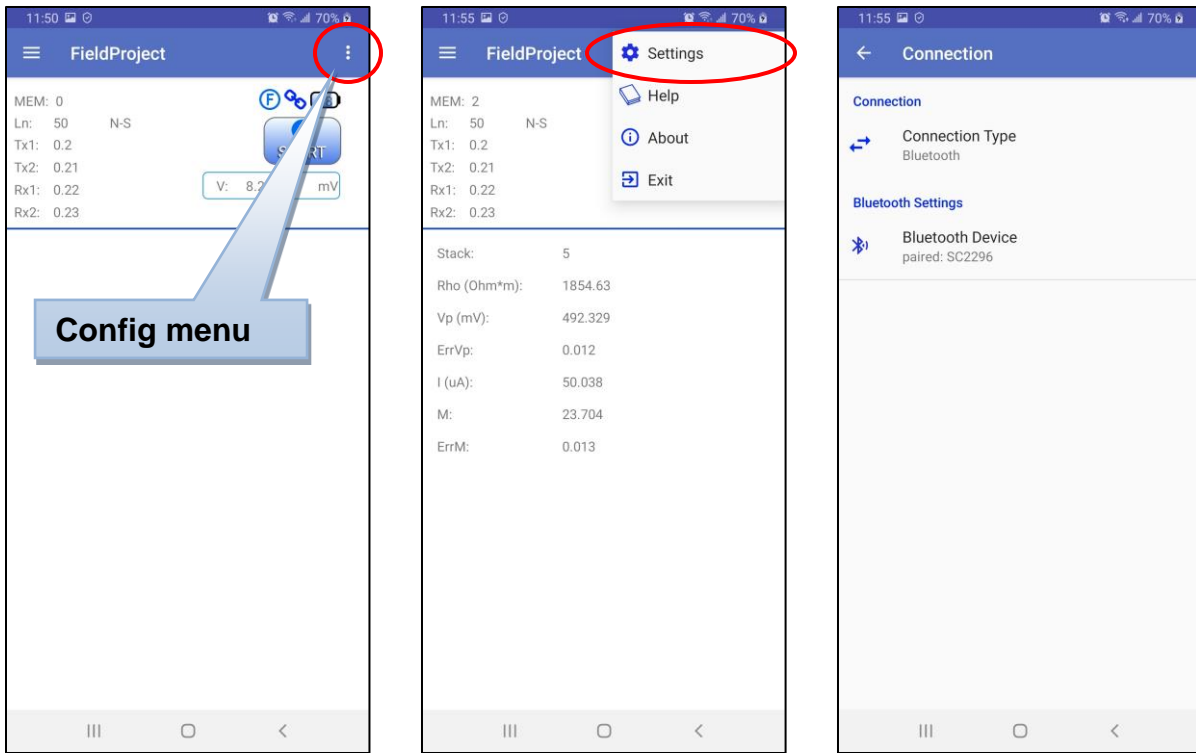 11:50
70%
FieldProject
MEM: 0
Ln: 50 N-S
Tx1: 0.2
Tx2: 0.21
Rx1: 0.22
Rx2: 0.23
F
V: mV
Config menu
11:55
70%
FieldProject
Settings
Help
About
Exit
MEM: 2
Ln: 50 N-S
Tx1: 0.2
Tx2: 0.21
Rx1: 0.22
Rx2: 0.23
Stack: 5
Rho (Ohm*m): 1854.63
Vp (mV): 492.329
ErrVp: 0.012
I (uA): 50.038
M: 23.704
ErrM: 0.013
11:55
70%
Connection
Connection
Connection Type
Bluetooth
Bluetooth Settings
Bluetooth Device
paired: SC2296